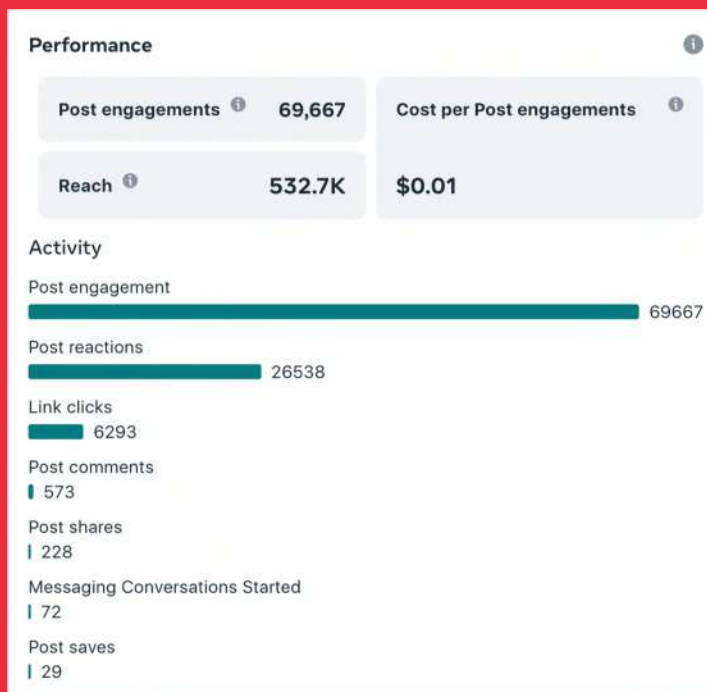 Performance
Post engagements 69,667
Cost per Post engagements
Reach 532.7K
$0.01
Activity
Post engagement
69667
Post reactions
26538
Link clicks
6293
Post comments
573
Post shares
228
Messaging Conversations Started
72
Post saves
29